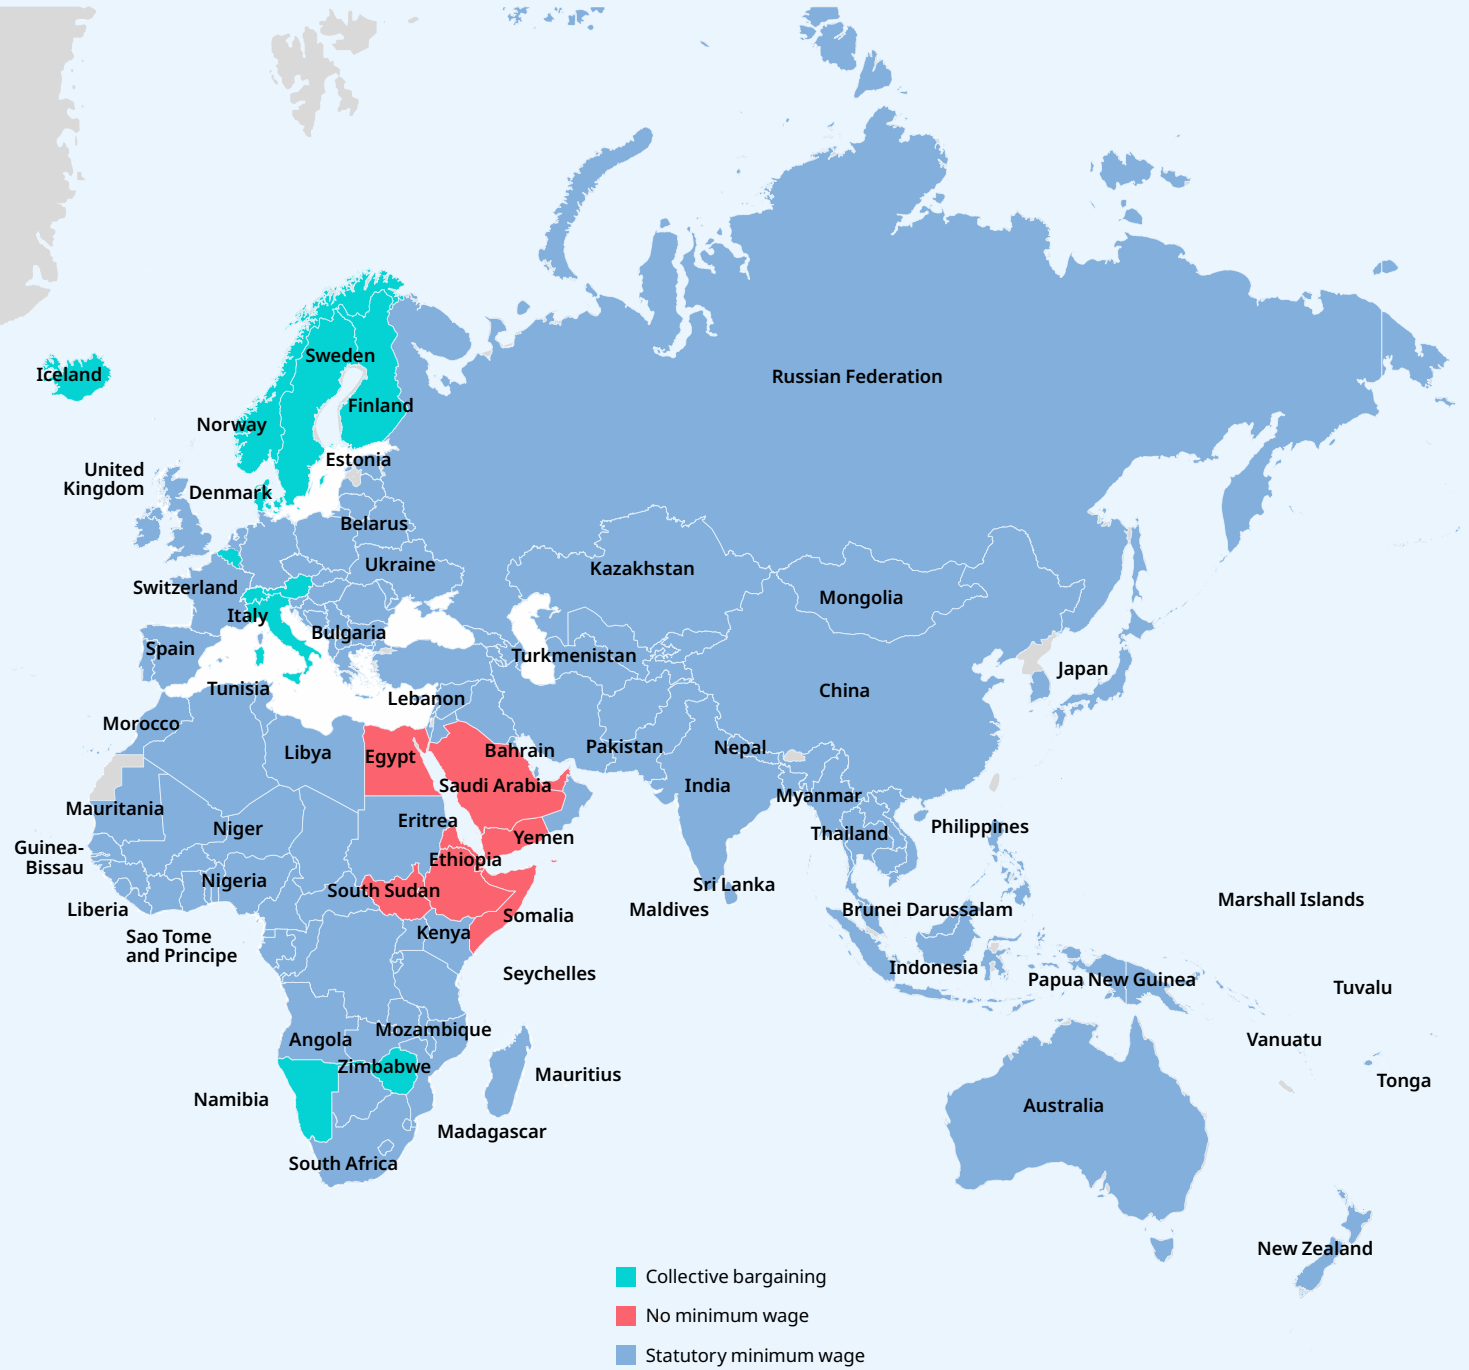 Sweden
Iceland
Russian Federation
Finland
Norway
Estonia
United
Kingdom
Denmark
Belarus
Ukraine
Kazakhstan
Switzerland
Mongolia
Italy
Bulgaria
Spain
Turkmenistan
Japan
Tunisia
China
Lebanon
Morocco
Libya
Egypt
Bahrain
Pakistan
Nepal
Saudi Arabia
India
Myanmar
Mauritania
Niger
Eritrea
Yemen
Thailand
Philippines
Guinea-
Bissau
Ethiopia
Nigeria
South Sudan
Sri Lanka
Marshall Islands
Liberia
Somalia
Maldives
Brunei Darussalam
Sao Tome
and Principe
Kenya
Seychelles
Indonesia
Papua New Guinea
Tuvalu
Mozambique
Angola
Vanuatu
Zimbabwe
Mauritius
Tonga
Namibia
Australia
Madagascar
South Africa
New Zealand
Collective bargaining
No minimum wage
Statutory minimum wage